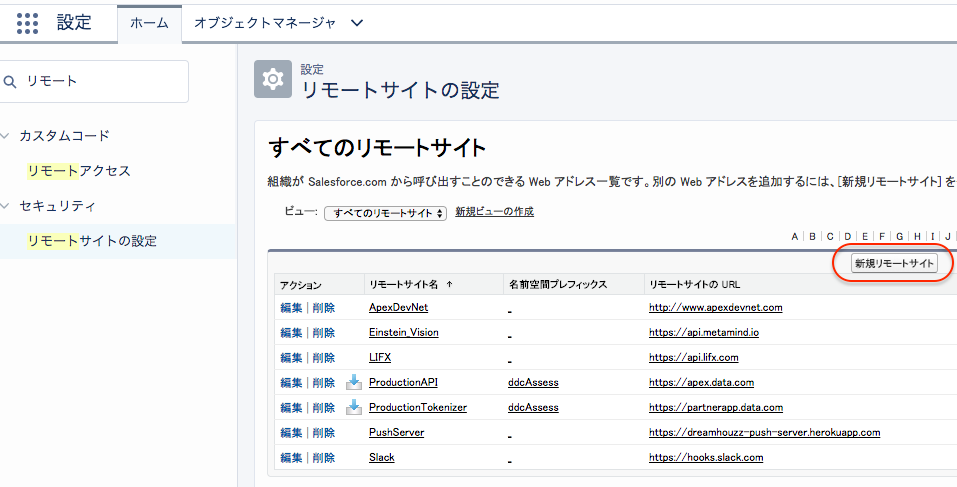 設定 ホーム オブジェクトマネージャ
リモート
カスタムコード
リモートアクセス
セキュリティ
リモートサイトの設定
設定
リモートサイトの設定
すべてのリモートサイト
組織が Salesforce.com から呼び出すことのできる Web アドレス一覧です。別の Web アドレスを追加するには、[新規リモートサイト] を
ビュー: すべてのリモートサイト 新規ビューの作成
A | B | C | D | E | F | G | H | I | J
新規リモートサイト
アクション リモートサイト名 ↑ 名前空間プレフィックス リモートサイトの URL
編集 | 削除 ApexDevNet - http://www.apexdevnet.com
編集 | 削除 Einstein_Vision - https://api.metamind.io
編集 | 削除 LIFX - https://api.lifx.com
編集 | 削除 ProductionAPI ddcAssess https://apex.data.com
編集 | 削除 ProductionTokenizer ddcAssess https://partnerapp.data.com
編集 | 削除 PushServer - https://dreamhouzz-push-server.herokuapp.com
編集 | 削除 Slack - https://hooks.slack.com